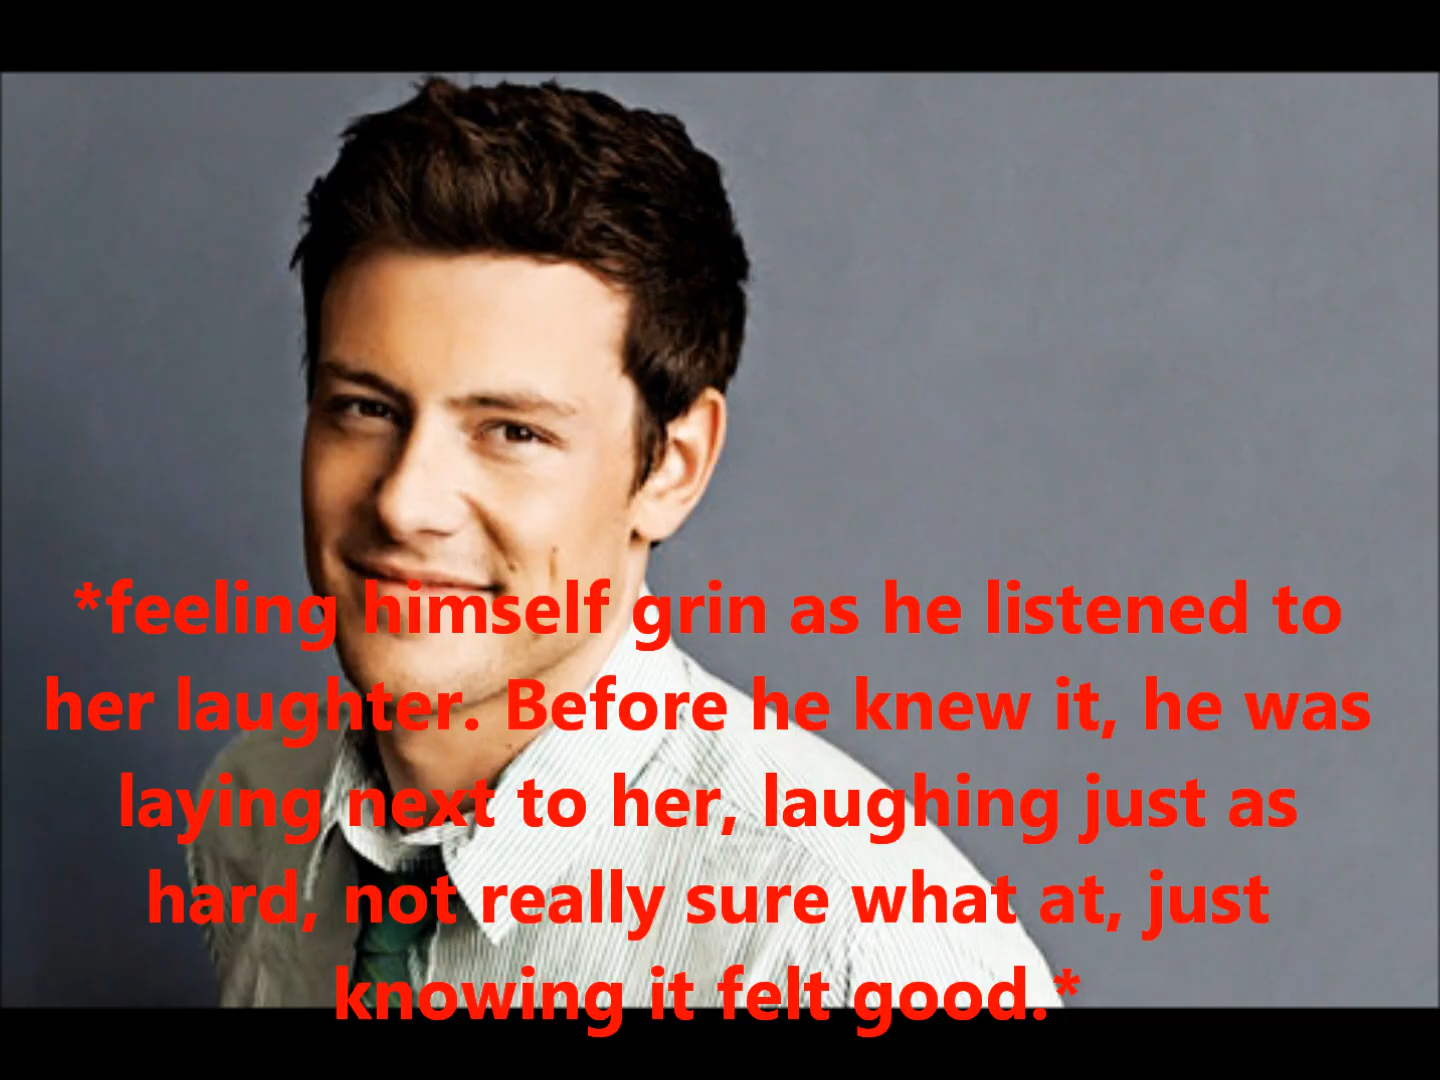 *feeling himself grin as he listened to
her laughter. Before he knew it, he was
laying next to her, laughing just as
hard, not really sure what at, just
knowing it felt good.*